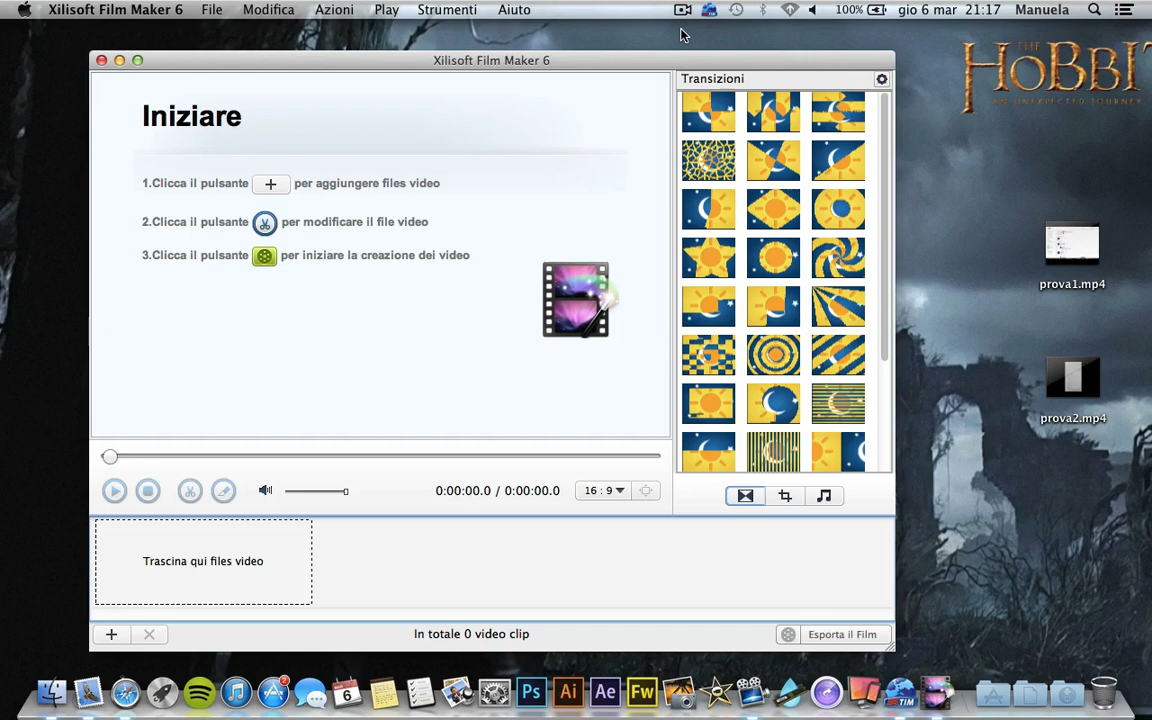 Xilisoft Film Maker 6 File Modifica Azioni Play Strumenti Aiuto 100% gio 6 mar 21:17 Manuela
THE
HOBBIT
AN UNEXPECTED JOURNEY
Xilisoft Film Maker 6
Iniziare
1.Clicca il pulsante + per aggiungere files video
2.Clicca il pulsante per modificare il file video
3.Clicca il pulsante per iniziare la creazione dei video
Transizioni
prova1.mp4
prova2.mp4
0:00:00.0 / 0:00:00.0
16 : 9
Trascina qui files video
In totale 0 video clip
Esporta il Film
2
6
Ps Ai Ae Fw
TIM